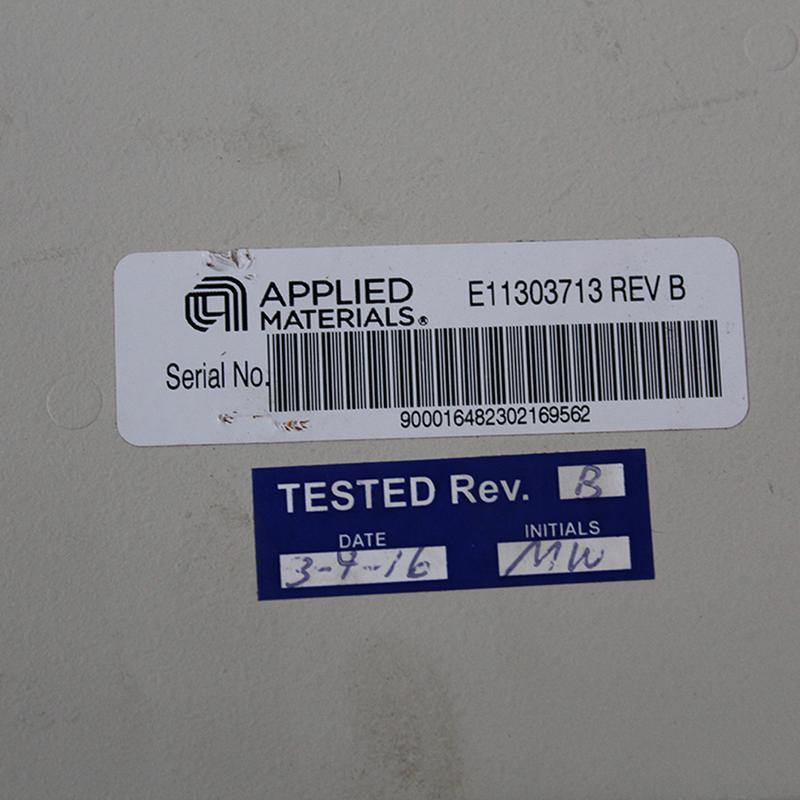 APPLIED
MATERIALS®
E11303713 REV B
Serial No.
900016482302169562
TESTED Rev. B
DATE
INITIALS
3-4-16
MW